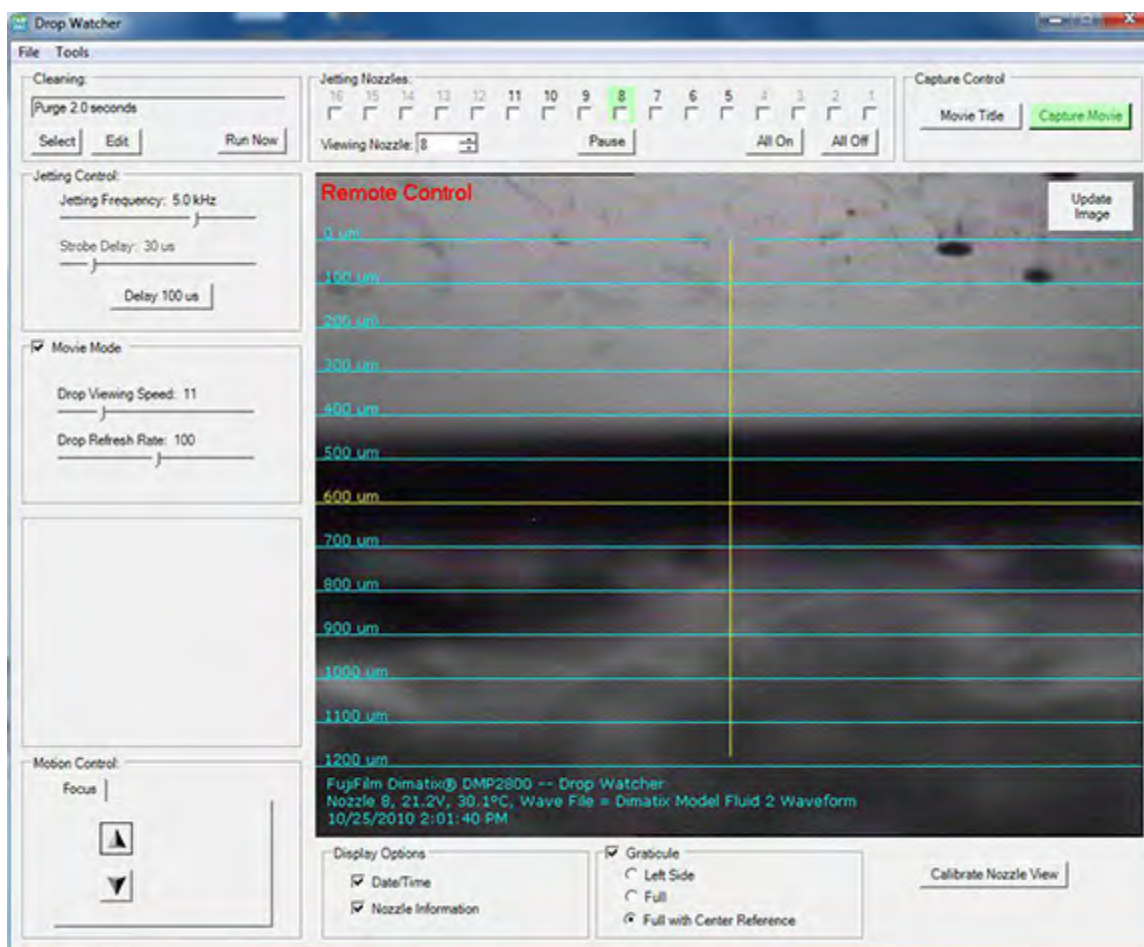 Drop Watcher
File Tools
Cleaning:
Purge 2.0 seconds
Select Edit Run Now
Jetting Nozzles:
16 15 14 13 12 11 10 9 8 7 6 5 4 3 2 1
Viewing Nozzle: 8 Pause All On All Off
Capture Control
Movie Title Capture Movie
Jetting Control:
Jetting Frequency: 5.0 kHz
Strobe Delay: 30 us
Delay 100 us
Movie Mode
Drop Viewing Speed: 11
Drop Refresh Rate: 100
Remote Control
Update
Image
0 um
100 um
200 um
300 um
400 um
500 um
600 um
700 um
800 um
900 um
1000 um
1100 um
1200 um
FujiFilm Dimatix® DMP2800 -- Drop Watcher
Nozzle 8, 21.2V, 30.1ºC, Wave File = Dimatix Model Fluid 2 Waveform
10/25/2010 2:01:40 PM
Motion Control:
Focus
Display Options
Date/Time
Nozzle Information
Graticule
Left Side
Full
Full with Center Reference
Calibrate Nozzle View